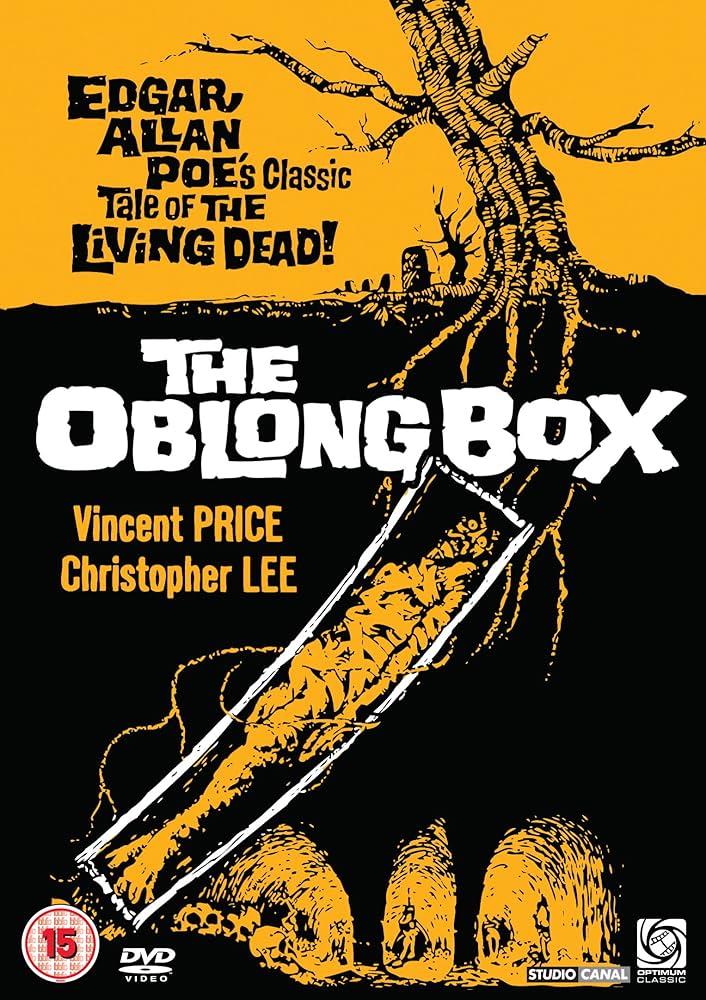 EDGAR
ALLAN
POE'S Classic
Tale OF THE
LIVING DEAD!
THE
OBLONG BOX
Vincent PRICE
Christopher LEE
15
DVD
VIDEO
STUDIO CANAL
OPTIMUM
CLASSIC